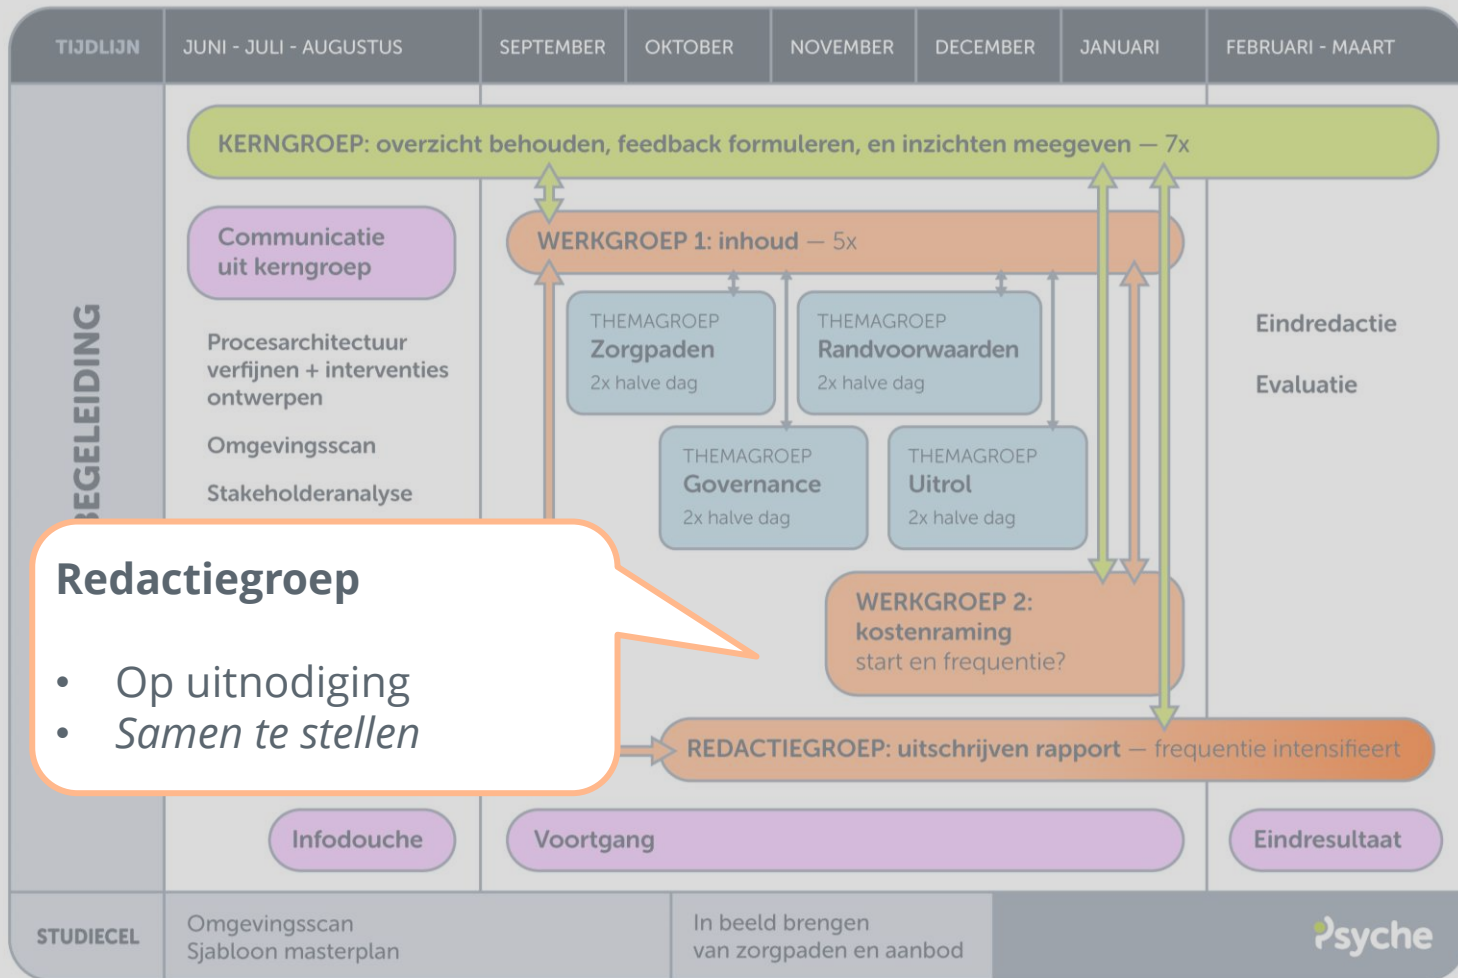 TIJDLIJN
JUNI - JULI - AUGUSTUS
SEPTEMBER
OKTOBER
NOVEMBER
DECEMBER
JANUARI
FEBRUARI - MAART
BEGELEIDING
KERNGROEP: overzicht behouden, feedback formuleren, en inzichten meegeven — 7x
Communicatie
uit kerngroep
WERKGROEP 1: inhoud — 5x
Procesarchitectuur
verfijnen + interventies
ontwerpen
Omgevingsscan
Stakeholderanalyse
THEMAGROEP
Zorgpaden
2x halve dag
THEMAGROEP
Randvoorwaarden
2x halve dag
THEMAGROEP
Governance
2x halve dag
THEMAGROEP
Uitrol
2x halve dag
Eindredactie
Evaluatie
Redactiegroep
• Op uitnodiging
• Samen te stellen
WERKGROEP 2:
kostenraming
start en frequentie?
REDACTIEGROEP: uitschrijven rapport — frequentie intensifieert
Infodouche
Voortgang
Eindresultaat
STUDIECEL
Omgevingsscan
Sjabloon masterplan
In beeld brengen
van zorgpaden en aanbod
Psyche